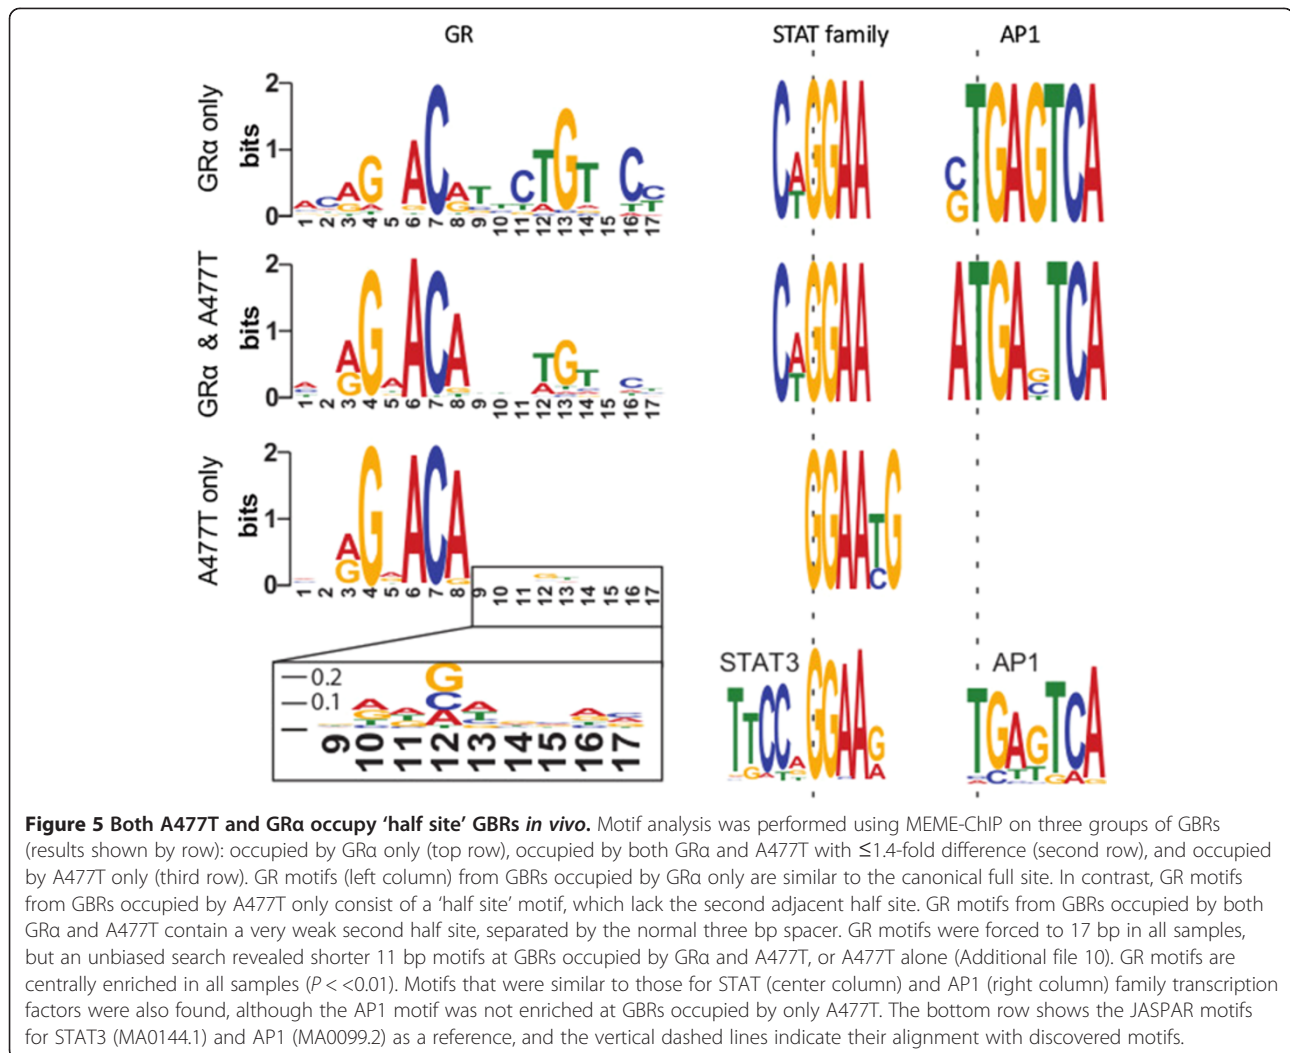 GR STAT family AP1
GRα only
bits
2
1
0
1 2 3 4 5 6 7 8 9 10 11 12 13 14 15 16 17
GRα & A477T
bits
2
1
0
1 2 3 4 5 6 7 8 9 10 11 12 13 14 15 16 17
A477T only
bits
2
1
0
1 2 3 4 5 6 7 8 9 10 11 12 13 14 15 16 17
0.2
0.1
9 10 11 12 13 14 15 16 17
STAT3 AP1
Figure 5 Both A477T and GRα occupy ‘half site’ GBRs in vivo. Motif analysis was performed using MEME-ChIP on three groups of GBRs
(results shown by row): occupied by GRα only (top row), occupied by both GRα and A477T with ≤1.4-fold difference (second row), and occupied
by A477T only (third row). GR motifs (left column) from GBRs occupied by GRα only are similar to the canonical full site. In contrast, GR motifs
from GBRs occupied by A477T only consist of a ‘half site’ motif, which lack the second adjacent half site. GR motifs from GBRs occupied by both
GRα and A477T contain a very weak second half site, separated by the normal three bp spacer. GR motifs were forced to 17 bp in all samples,
but an unbiased search revealed shorter 11 bp motifs at GBRs occupied by GRα and A477T, or A477T alone (Additional file 10). GR motifs are
centrally enriched in all samples (P < <0.01). Motifs that were similar to those for STAT (center column) and AP1 (right column) family transcription
factors were also found, although the AP1 motif was not enriched at GBRs occupied by only A477T. The bottom row shows the JASPAR motifs
for STAT3 (MA0144.1) and AP1 (MA0099.2) as a reference, and the vertical dashed lines indicate their alignment with discovered motifs.